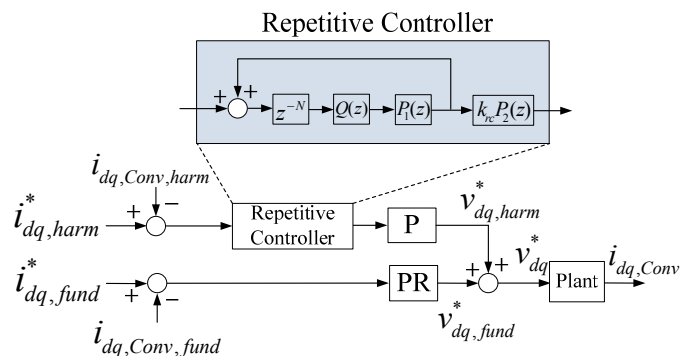 Repetitive Controller
+ +
z^{-N} Q(z) P_1(z) k_{rc}P_2(z)
i_{dq,Conv,harm}
i^*_{dq,harm} + − Repetitive Controller P v^*_{dq,harm}
+ + v^*_{dq} Plant i_{dq,Conv}
i^*_{dq,fund} + − PR v^*_{dq,fund}
i_{dq,Conv,fund}